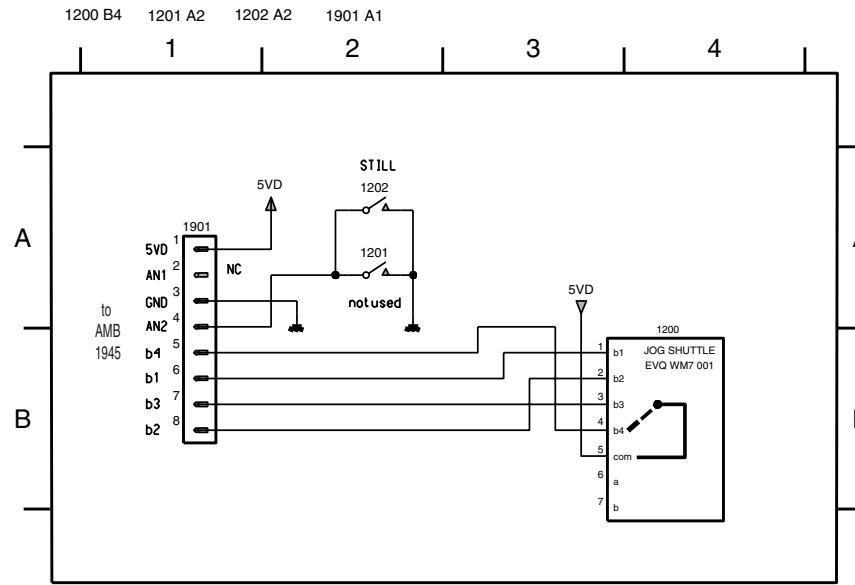 1200 B4 1201 A2 1202 A2 1901 A1
1 2 3 4
STILL
1202
5VD
1901
A
A
1201
5VD 1
AN1 2 NC
GND 3
not used
5VD
AN2 4
to
AMB
1945
1200
b4 5
b1 6
b3 7
b2 8
JOG SHUTTLE
EVQ WM7 001
1 b1
2 b2
3 b3
4 b4
5 com
6 a
7 b
B